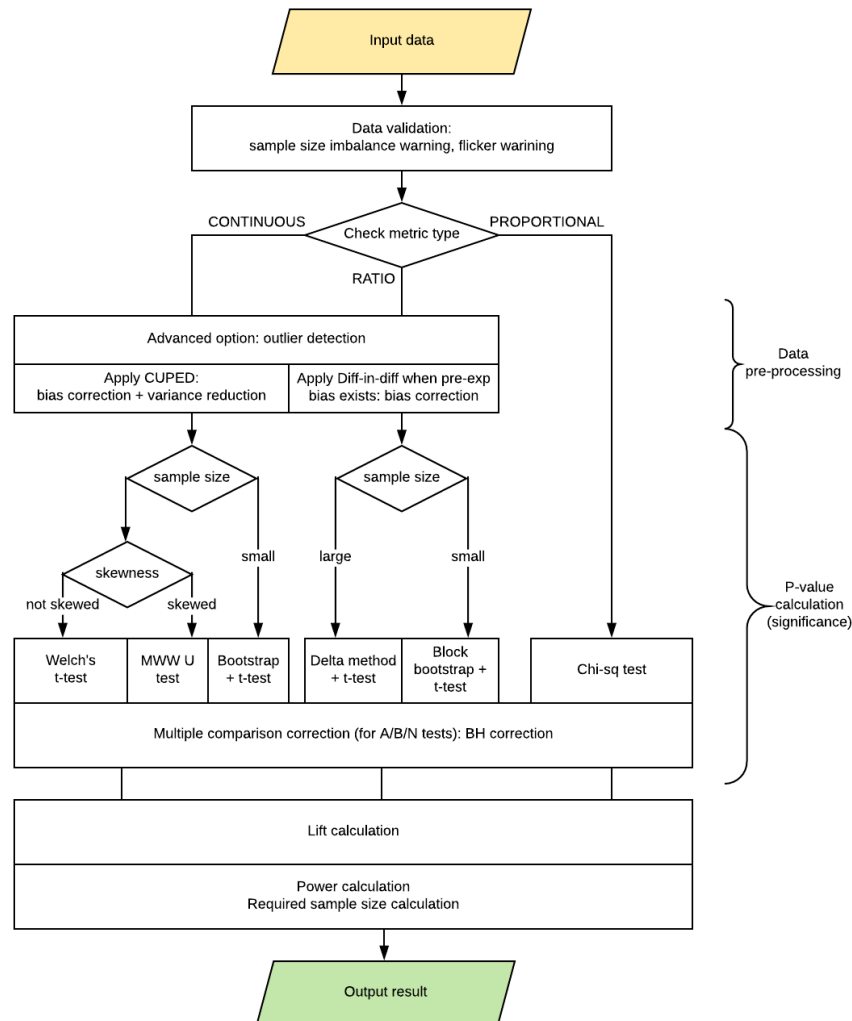 Input data
Data validation:
sample size imbalance warning, flicker warining
CONTINUOUS
PROPORTIONAL
Check metric type
RATIO
Advanced option: outlier detection
Apply CUPED:
bias correction + variance reduction
Apply Diff-in-diff when pre-exp
bias exists: bias correction
Data
pre-processing
sample size
sample size
small
large
small
skewness
not skewed
skewed
P-value
calculation
(significance)
Welch's
t-test
MWW U
test
Bootstrap
+ t-test
Delta method
+ t-test
Block
bootstrap +
t-test
Chi-sq test
Multiple comparison correction (for A/B/N tests): BH correction
Lift calculation
Power calculation
Required sample size calculation
Output result